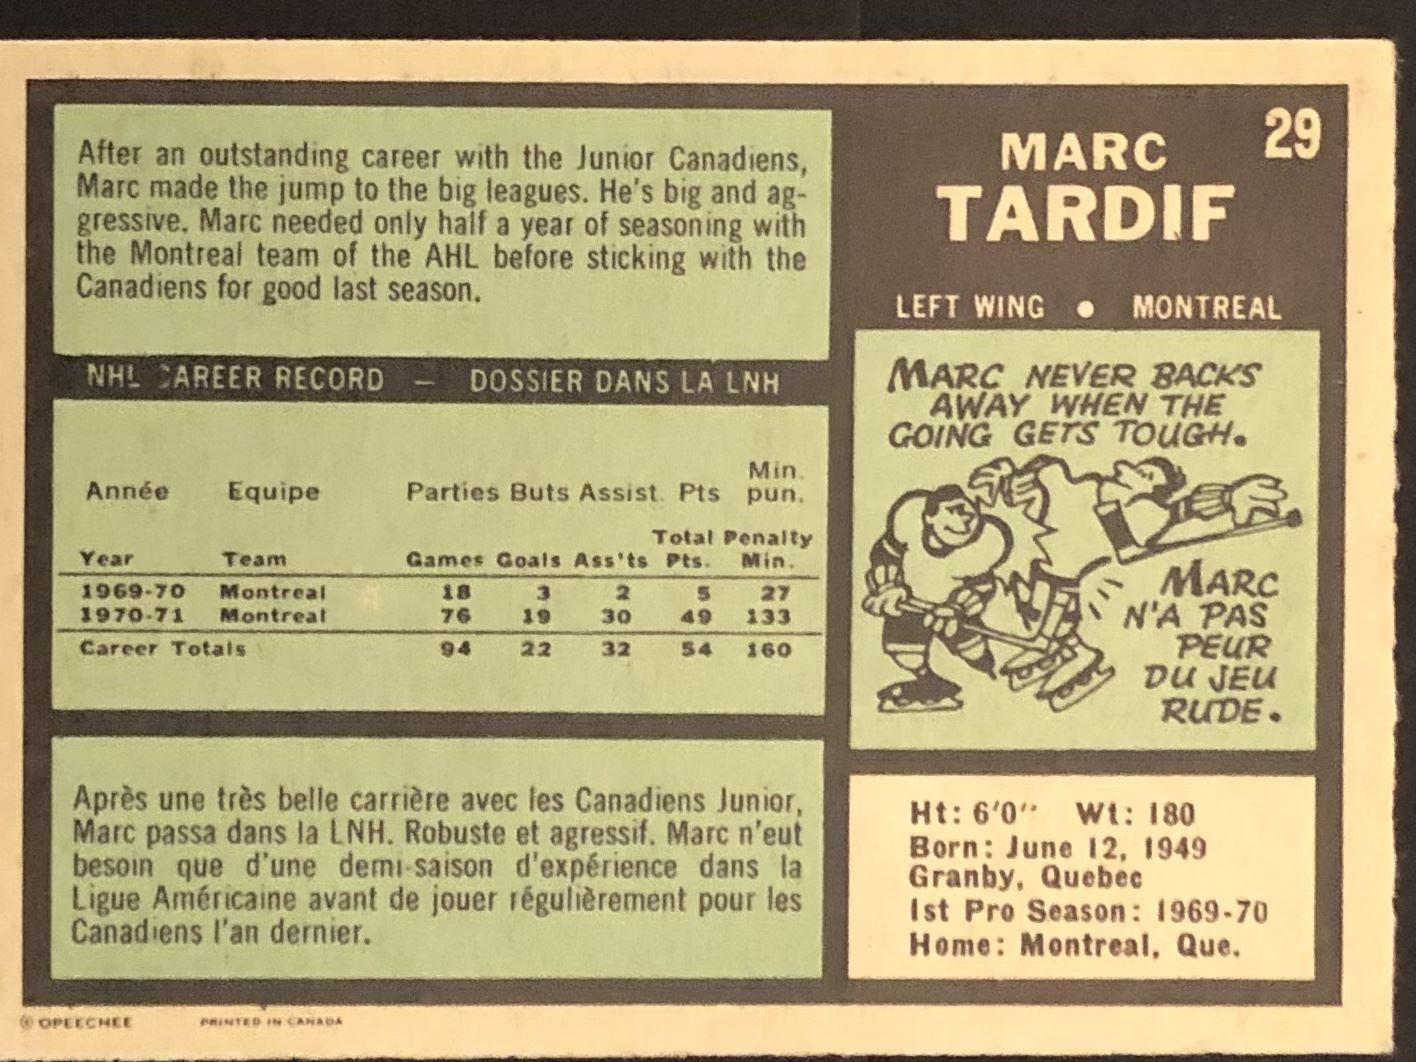 After an outstanding career with the Junior Canadiens,
Marc made the jump to the big leagues. He's big and ag-
gressive. Marc needed only half a year of seasoning with
the Montreal team of the AHL before sticking with the
Canadiens for good last season.
NHL CAREER RECORD – DOSSIER DANS LA LNH
Année Equipe Parties Buts Assist. Pts Min. pun.
Year Team Games Goals Ass'ts Total Pts. Penalty Min.
1969-70 Montreal 18 3 2 5 27
1970-71 Montreal 76 19 30 49 133
Career Totals 94 22 32 54 160
Après une très belle carrière avec les Canadiens Junior,
Marc passa dans la LNH. Robuste et agressif. Marc n'eut
besoin que d'une demi-saison d'expérience dans la
Ligue Américaine avant de jouer régulièrement pour les
Canadiens l'an dernier.
29
MARC
TARDIF
LEFT WING • MONTREAL
MARC NEVER BACKS
AWAY WHEN THE
GOING GETS TOUGH.
MARC
N'A PAS
PEUR
DU JEU
RUDE.
Ht: 6'0" Wt: 180
Born: June 12, 1949
Granby, Quebec
1st Pro Season: 1969-70
Home: Montreal, Que.
© OPEECHEE PRINTED IN CANADA